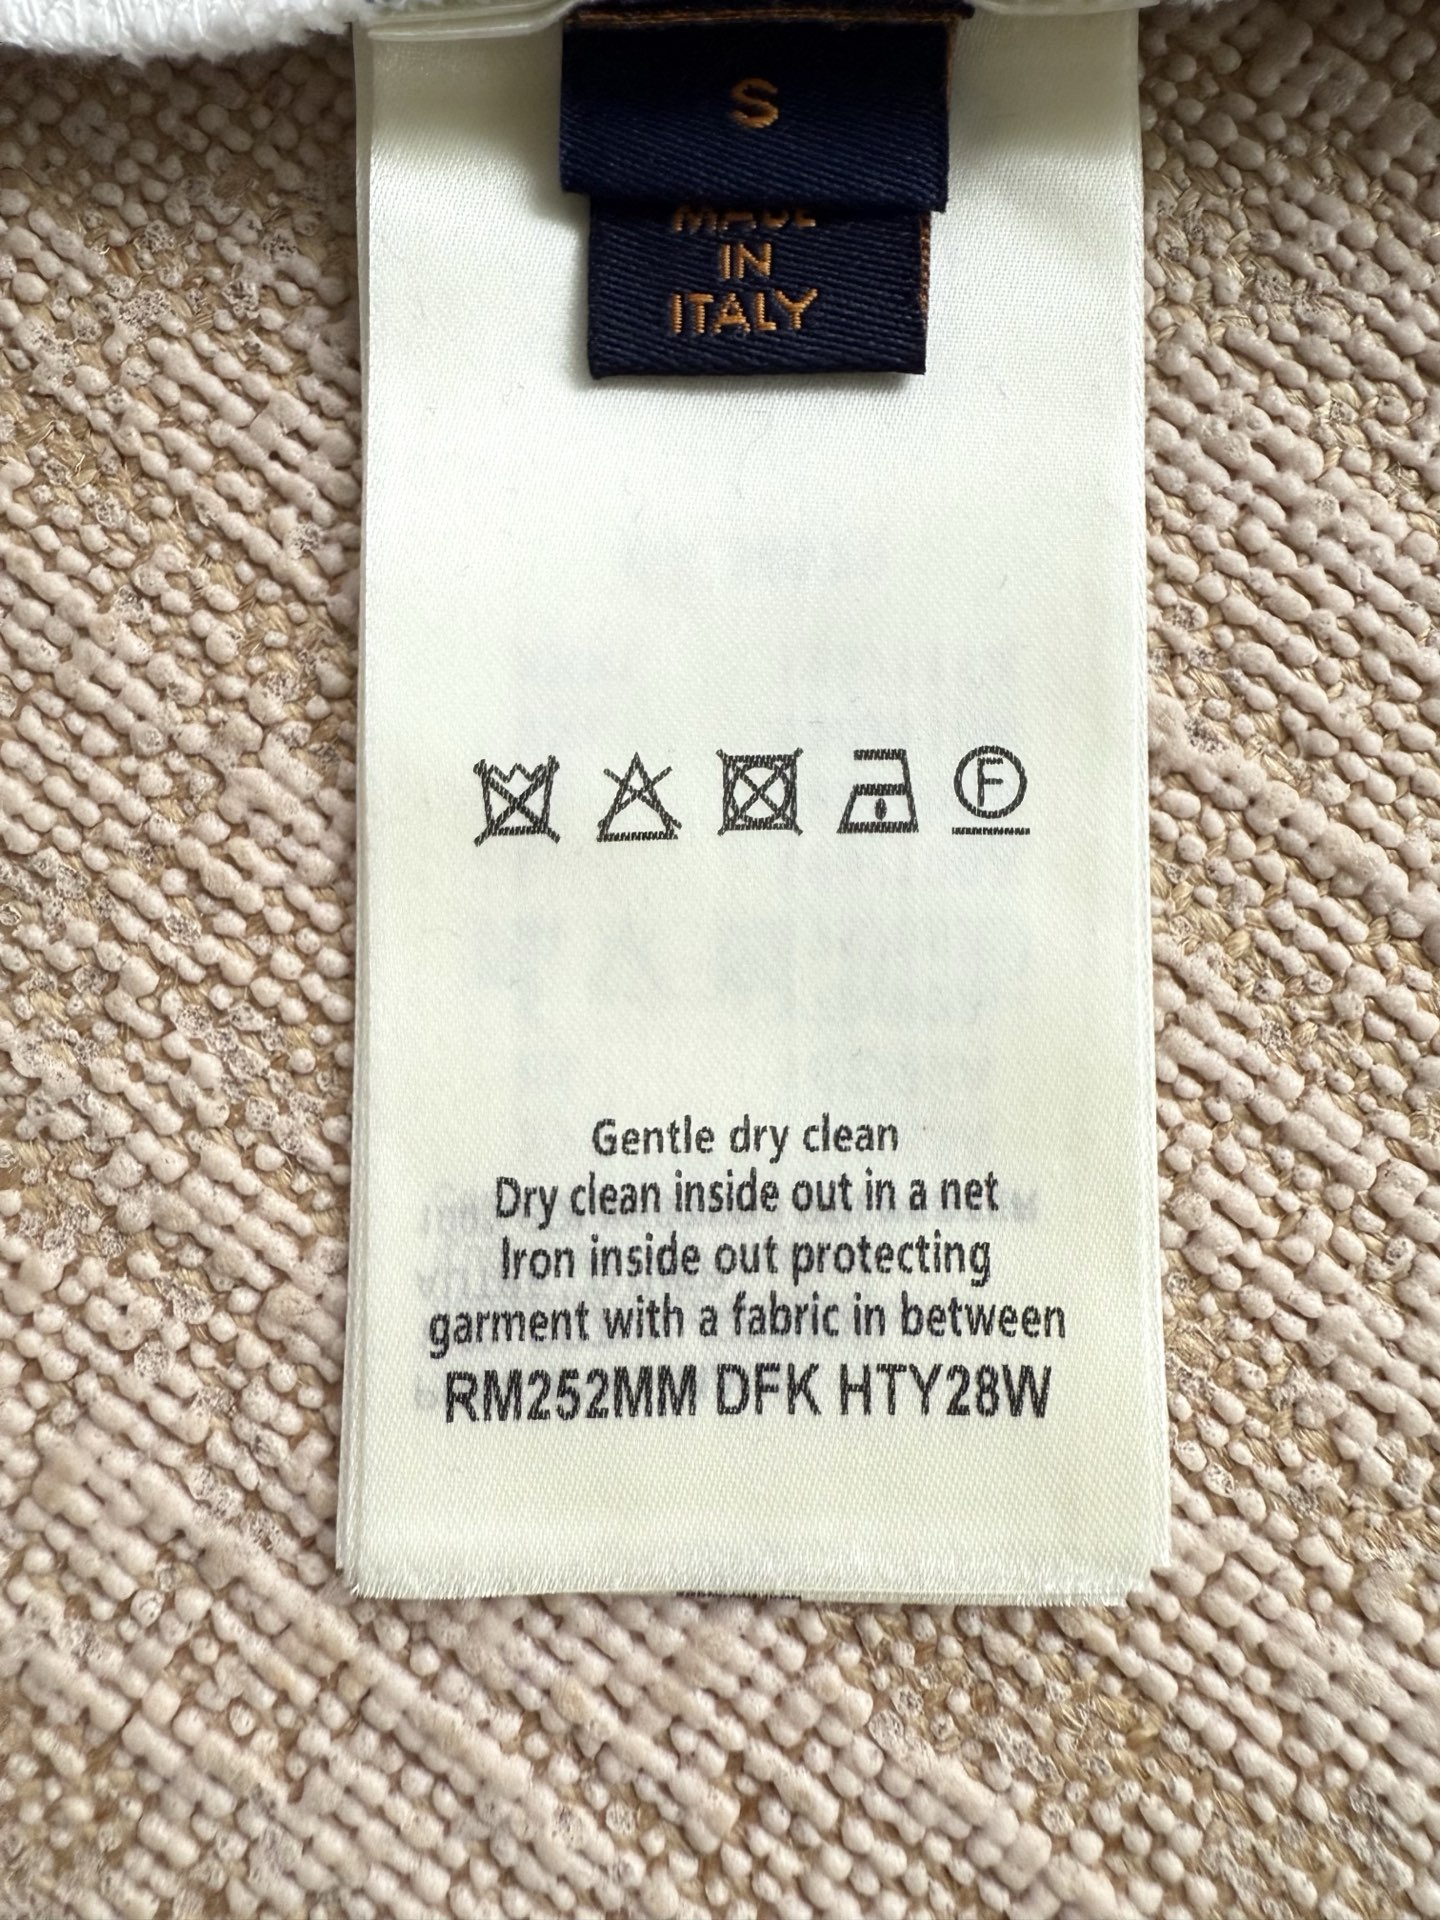 S
MADE
IN
ITALY
F
Gentle dry clean
Dry clean inside out in a net
Iron inside out protecting
garment with a fabric in between
RM252MM DFK HTY28W